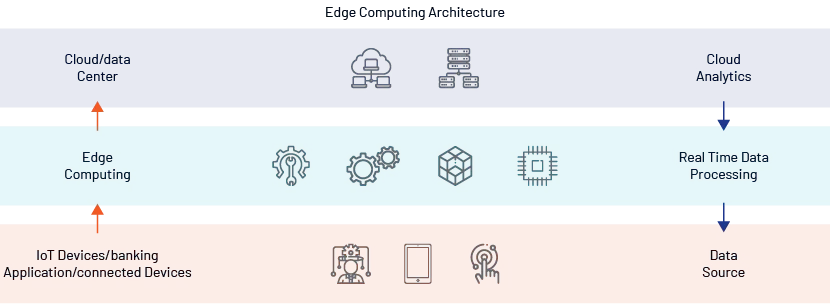 Edge Computing Architecture
Cloud/data
Center
Cloud
Analytics
Edge
Computing
Real Time Data
Processing
IoT Devices/banking
Application/connected Devices
Data
Source